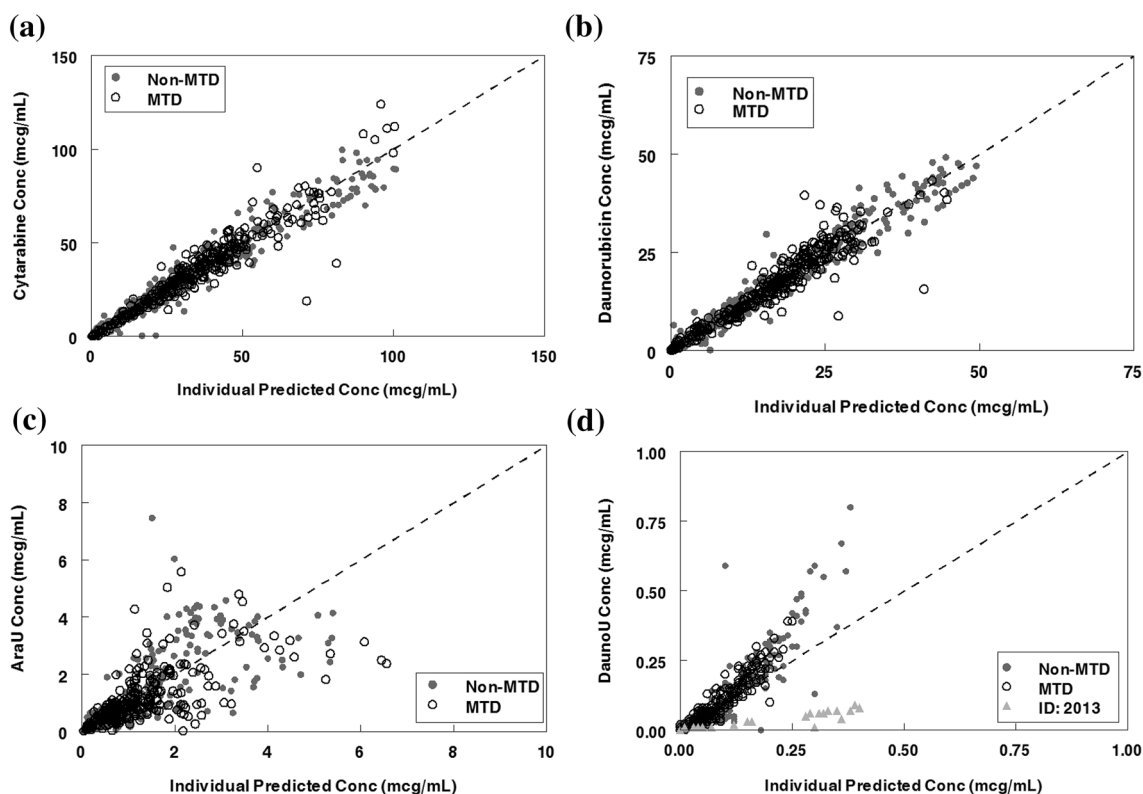 (a)
150
100
50
0
0
50
100
150
Non-MTD
MTD
Cytarabine Conc (mcg/mL)
Individual Predicted Conc (mcg/mL)
(b)
75
50
25
0
0
25
50
75
Non-MTD
MTD
Daunorubicin Conc (mcg/mL)
Individual Predicted Conc (mcg/mL)
(c)
10
8
6
4
2
0
0
2
4
6
8
10
Non-MTD
MTD
AraU Conc (mcg/mL)
Individual Predicted Conc (mcg/mL)
(d)
1.00
0.75
0.50
0.25
0.00
0.00
0.25
0.50
0.75
1.00
Non-MTD
MTD
ID: 2013
DaunoU Conc (mcg/mL)
Individual Predicted Conc (mcg/mL)